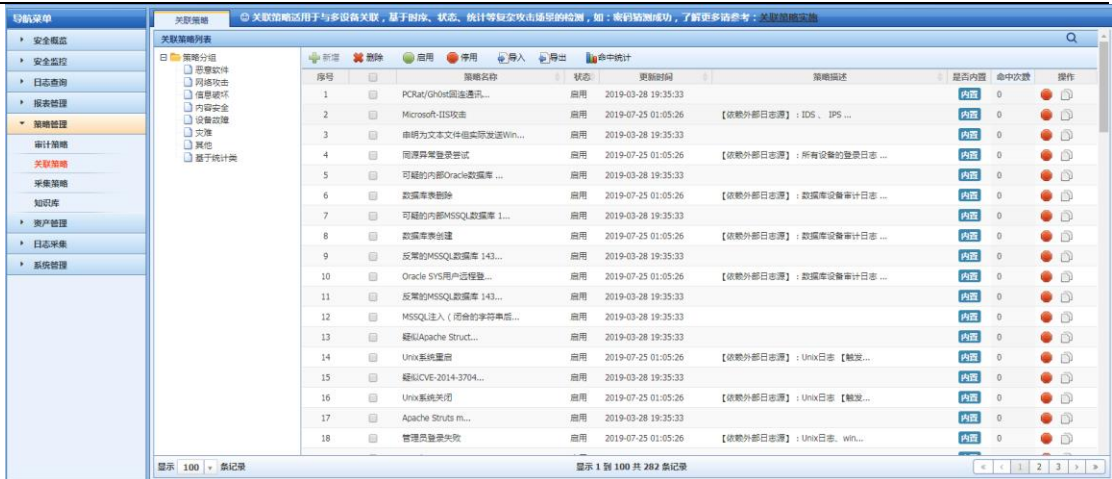 导航菜单
安全概览
安全监控
日志查询
报表管理
策略管理
审计策略
关联策略
采集策略
知识库
资产管理
日志采集
系统管理
关联策略 关联策略适用于与多设备关联，基于时序、状态、统计等复杂攻击场景的检测，如：密码猜测成功，了解更多请参考：关联策略实施
关联策略列表
策略分组
恶意软件
网络攻击
信息破坏
内容安全
设备故障
灾难
其他
基于统计类
新增 删除 启用 停用 导入 导出 命中统计
序号 策略名称 状态 更新时间 策略描述 是否内置 命中次数 操作
1 PCRat/Gh0st回连通讯... 启用 2019-03-28 19:35:33 内置 0
2 Microsoft-IIS攻击 启用 2019-07-25 01:05:26 【依赖外部日志源】：IDS 、 IPS ... 内置 0
3 申明为文本文件但实际发送Win... 启用 2019-03-28 19:35:33 内置 0
4 同源异常登录尝试 启用 2019-07-25 01:05:26 【依赖外部日志源】：所有设备的登录日志 ... 内置 0
5 可疑的内部Oracle数据库 ... 启用 2019-03-28 19:35:33 内置 0
6 数据库表删除 启用 2019-07-25 01:05:26 【依赖外部日志源】：数据库设备审计日志 ... 内置 0
7 可疑的内部MSSQL数据库 1... 启用 2019-03-28 19:35:33 内置 0
8 数据库表创建 启用 2019-07-25 01:05:26 【依赖外部日志源】：数据库设备审计日志 ... 内置 0
9 反常的MSSQL数据库 143... 启用 2019-03-28 19:35:33 内置 0
10 Oracle SYS用户远程登... 启用 2019-07-25 01:05:26 【依赖外部日志源】：数据库设备审计日志 ... 内置 0
11 反常的MSSQL数据库 143... 启用 2019-03-28 19:35:33 内置 0
12 MSSQL注入 ( 闭合的字符串后... 启用 2019-03-28 19:35:33 内置 0
13 疑似Apache Struct... 启用 2019-03-28 19:35:33 内置 0
14 Unix系统重启 启用 2019-07-25 01:05:26 【依赖外部日志源】：Unix日志 【触发... 内置 0
15 疑似CVE-2014-3704... 启用 2019-03-28 19:35:33 内置 0
16 Unix系统关闭 启用 2019-07-25 01:05:26 【依赖外部日志源】：Unix日志 【触发... 内置 0
17 Apache Struts m... 启用 2019-03-28 19:35:33 内置 0
18 管理员登录失败 启用 2019-07-25 01:05:26 【依赖外部日志源】：Unix日志、win... 内置 0
显示 100 条记录 显示 1 到 100 共 282 条记录 « ‹ 1 2 3 › »